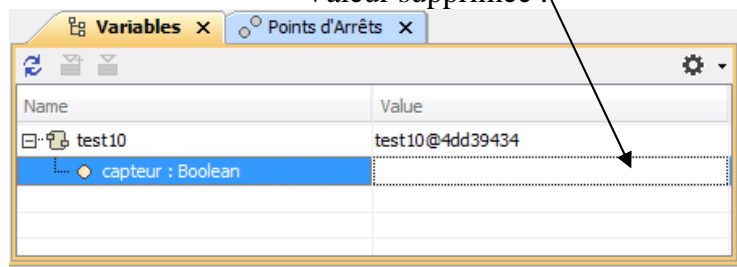 Valeur supprimée :
Variables X Points d'Arrêts X
Name Value
test10 test10@4dd39434
capteur : Boolean